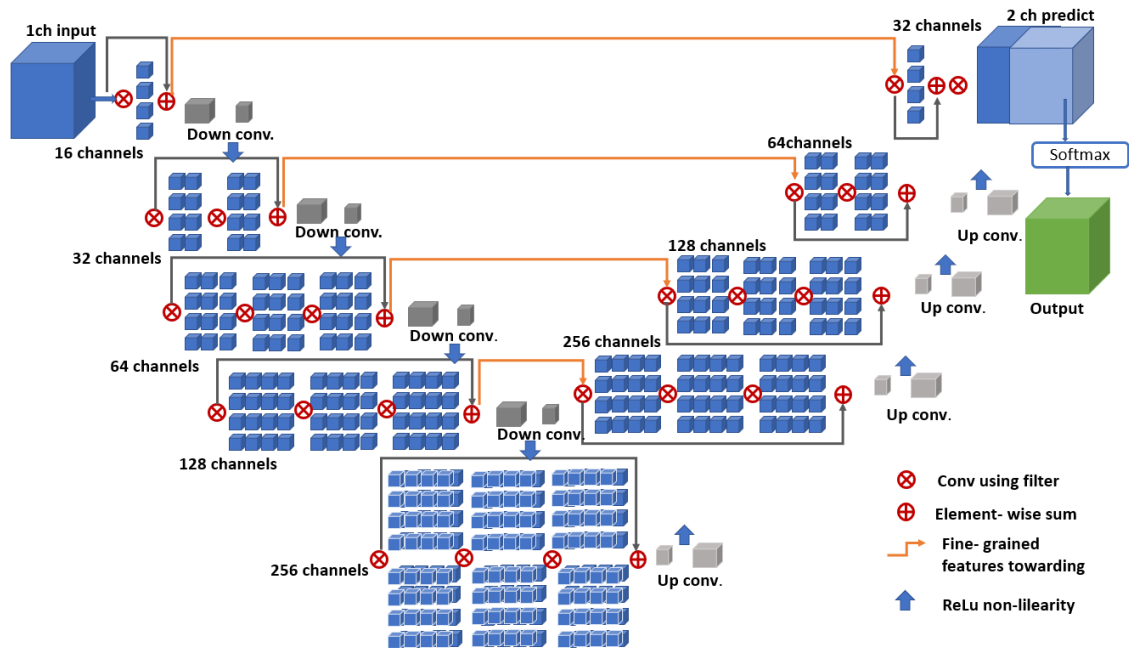 1ch input
32 channels
2 ch predict
Down conv.
16 channels
64channels
Softmax
Down conv.
Up conv.
32 channels
128 channels
Down conv.
Up conv.
Output
64 channels
256 channels
Up conv.
Down conv.
128 channels
Conv using filter
Element- wise sum
256 channels
Up conv.
Fine- grained
features towarding
ReLu non-lilearity